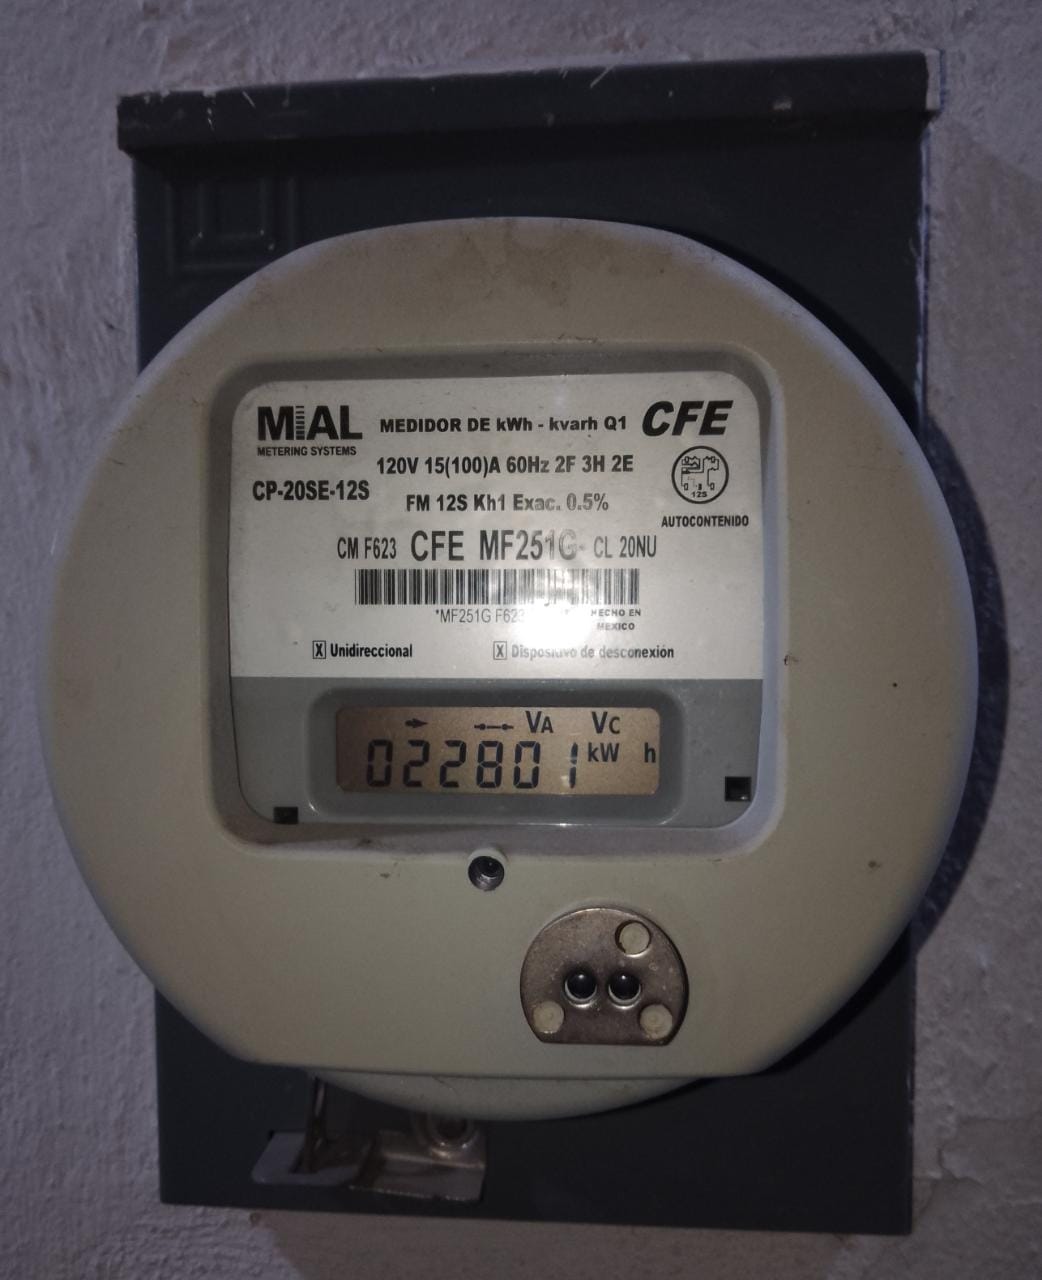 MIAL
METERING SYSTEMS
MEDIDOR DE kWh - kvarh Q1
CFE
120V 15(100)A 60Hz 2F 3H 2E
CP-20SE-12S
FM 12S Kh1 Exac. 0.5%
12S
AUTOCONTENIDO
CM F623 CFE MF251G CL 20NU
*MF251G F623
HECHO EN
MEXICO
X Unidireccional
X Dispositivo de desconexión
VA VC
022801 kW h